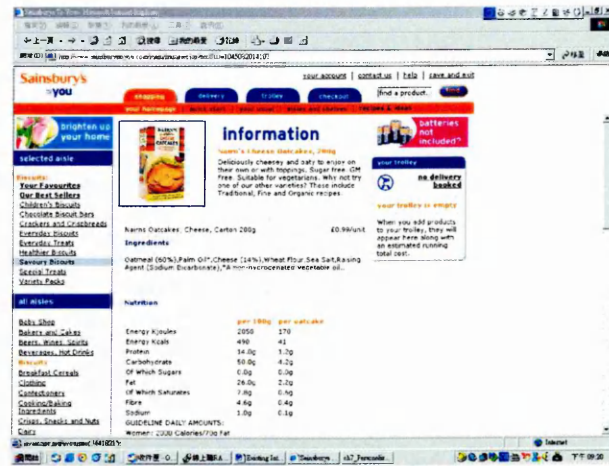 Sainsbury's
to you
your account | contact us | help | save and exit
shopping
delivery
trolley
checkout
find a product.
your homepage
recipes & ideas
brighten up
your home
information
batteries
not
included?
selected aisle
Biscuits:
Your Favourites
Our Best Sellers
Children's Biscuits
Chocolate Biscuit Bars
Crackers and Crispbreads
Everyday Biscuits
Everyday Treats
Healthier Biscuits
Savoury Biscuits
Special Treats
Variety Packs
Nairn's Cheese Oatcakes, 200g
Deliciously cheesey and oaty to enjoy on
their own or with toppings. Sugar free. GM
Free. Suitable for vegetarians. Why not try
one of our other varieties? These include
Traditional, Fine and Organic recipes.
Nairns Oatcakes, Cheese, Carton 200g
£0.99/unit
Ingredients
Oatmeal (60%),Palm Oil*,Cheese (14%),Wheat Flour,Sea Salt,Raising
Agent (Sodium Bicarbonate),*A non-hydrogenated vegetable oil..
your trolley
no delivery
booked
your trolley is empty
When you add products
to your trolley, they will
appear here along with
an estimated running
total cost.
all aisles
Baby Shop
Bakery and Cakes
Beers, Wines, Spirits
Beverages, Hot Drinks
Biscuits
Breakfast Cereals
Clothing
Confectionery
Cooking/Baking
Ingredients
Crisps, Snacks and Nuts
Dairy
Nutrition
per 100g per oatcake
Energy Kjoules 2050 170
Energy Kcals 490 41
Protein 14.0g 1.2g
Carbohydrate 50.0g 4.2g
Of Which Sugars 0.0g 0.0g
Fat 26.0g 2.2g
Of Which Saturates 7.8g 0.6g
Fibre 4.6g 0.4g
Sodium 1.0g 0.1g
GUIDELINE DAILY AMOUNTS:
Women: 2000 Calories/70g Fat
Internet
下午 09:20